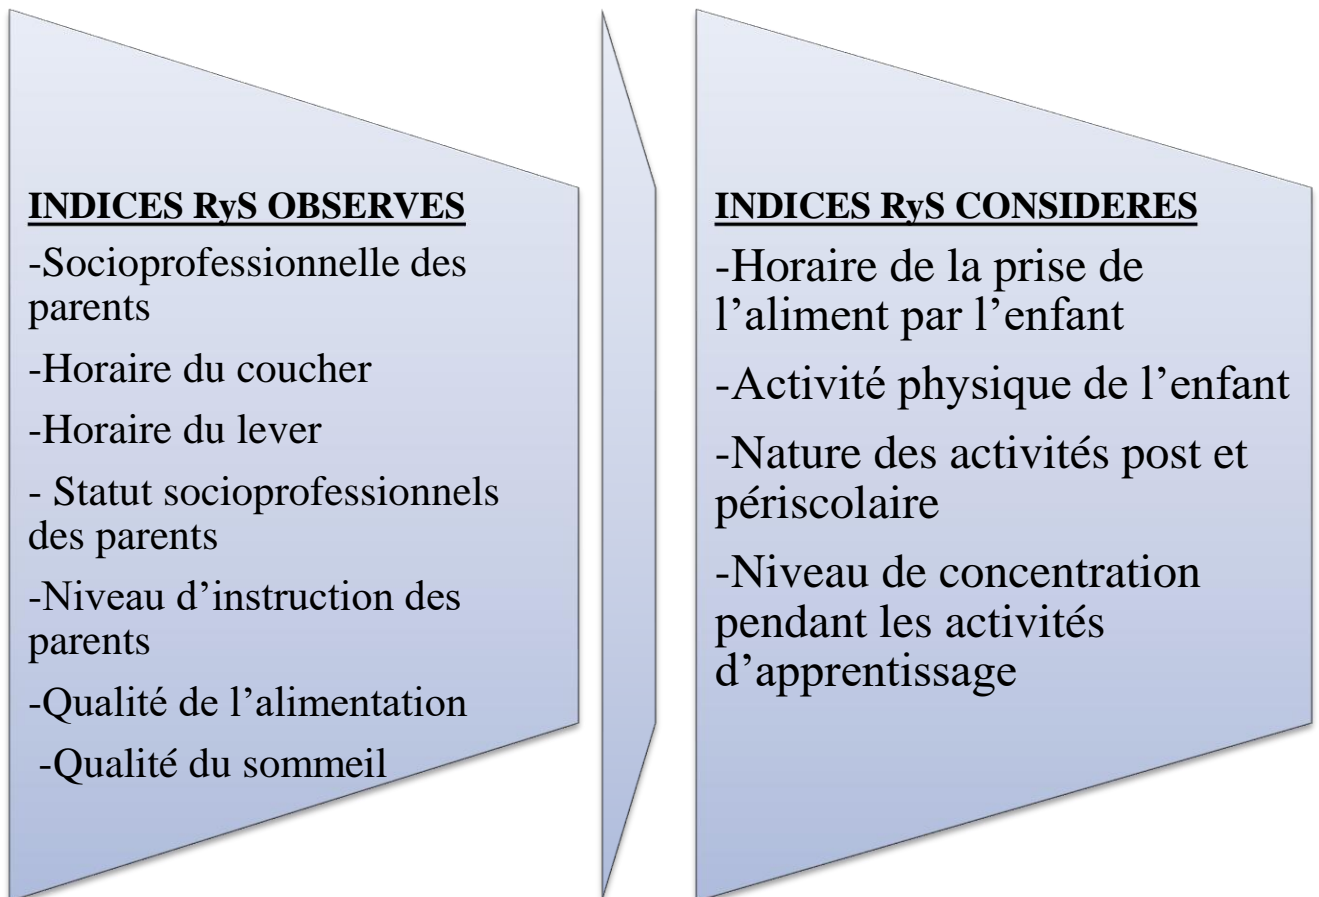 INDICES RyS OBSERVES
-Socioprofessionnelle des
parents
-Horaire du coucher
-Horaire du lever
- Statut socioprofessionnels
des parents
-Niveau d’instruction des
parents
-Qualité de l’alimentation
-Qualité du sommeil
INDICES RyS CONSIDERES
-Horaire de la prise de
l’aliment par l’enfant
-Activité physique de l’enfant
-Nature des activités post et
périscolaire
-Niveau de concentration
pendant les activités
d’apprentissage